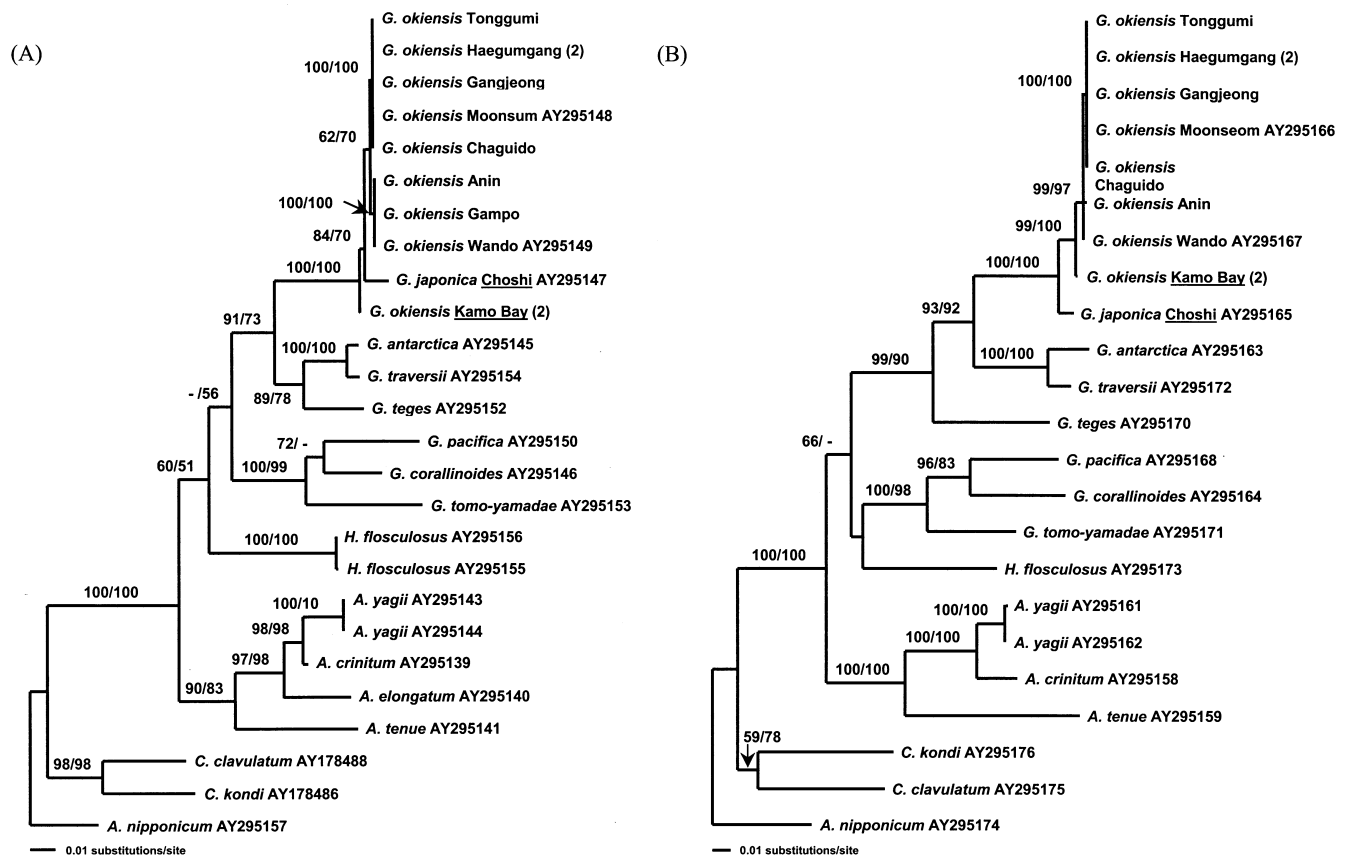 (A)
G. okiensis Tonggumi
G. okiensis Haegumgang (2)
100/100
G. okiensis Gangjeong
G. okiensis Moonsum AY295148
62/70
G. okiensis Chaguido
G. okiensis Anin
100/100
G. okiensis Gampo
84/70
G. okiensis Wando AY295149
100/100
G. japonica Choshi AY295147
G. okiensis Kamo Bay (2)
91/73
100/100
G. antarctica AY295145
G. traversii AY295154
89/78
G. teges AY295152
- /56
72/ -
G. pacifica AY295150
60/51
100/99
G. corallinoides AY295146
G. tomo-yamadae AY295153
100/100
H. flosculosus AY295156
H. flosculosus AY295155
100/100
100/10
A. yagii AY295143
98/98
A. yagii AY295144
97/98
A. crinitum AY295139
90/83
A. elongatum AY295140
A. tenue AY295141
98/98
C. clavulatum AY178488
C. kondi AY178486
A. nipponicum AY295157
0.01 substitutions/site
(B)
G. okiensis Tonggumi
G. okiensis Haegumgang (2)
100/100
G. okiensis Gangjeong
G. okiensis Moonseom AY295166
G. okiensis
Chaguido
99/97
G. okiensis Anin
99/100
G. okiensis Wando AY295167
100/100
G. okiensis Kamo Bay (2)
93/92
G. japonica Choshi AY295165
99/90
100/100
G. antarctica AY295163
G. traversii AY295172
G. teges AY295170
66/ -
96/83
G. pacifica AY295168
100/98
G. corallinoides AY295164
G. tomo-yamadae AY295171
100/100
H. flosculosus AY295173
100/100
A. yagii AY295161
100/100
A. yagii AY295162
100/100
A. crinitum AY295158
A. tenue AY295159
59/78
C. kondi AY295176
C. clavulatum AY295175
A. nipponicum AY295174
0.01 substitutions/site